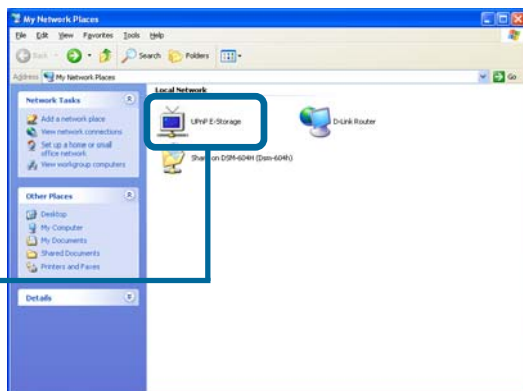 My Network Places
File Edit View Favorites Tools Help
Back Search Folders
Address My Network Places Go
Network Tasks
Add a network place
View network connections
Set up a home or small
office network
View workgroup computers
Other Places
Desktop
My Computer
My Documents
Shared Documents
Printers and Faxes
Details
Local Network
UPnP E-Storage
D-Link Router
Share on DSM-604H (Dsm-604h)